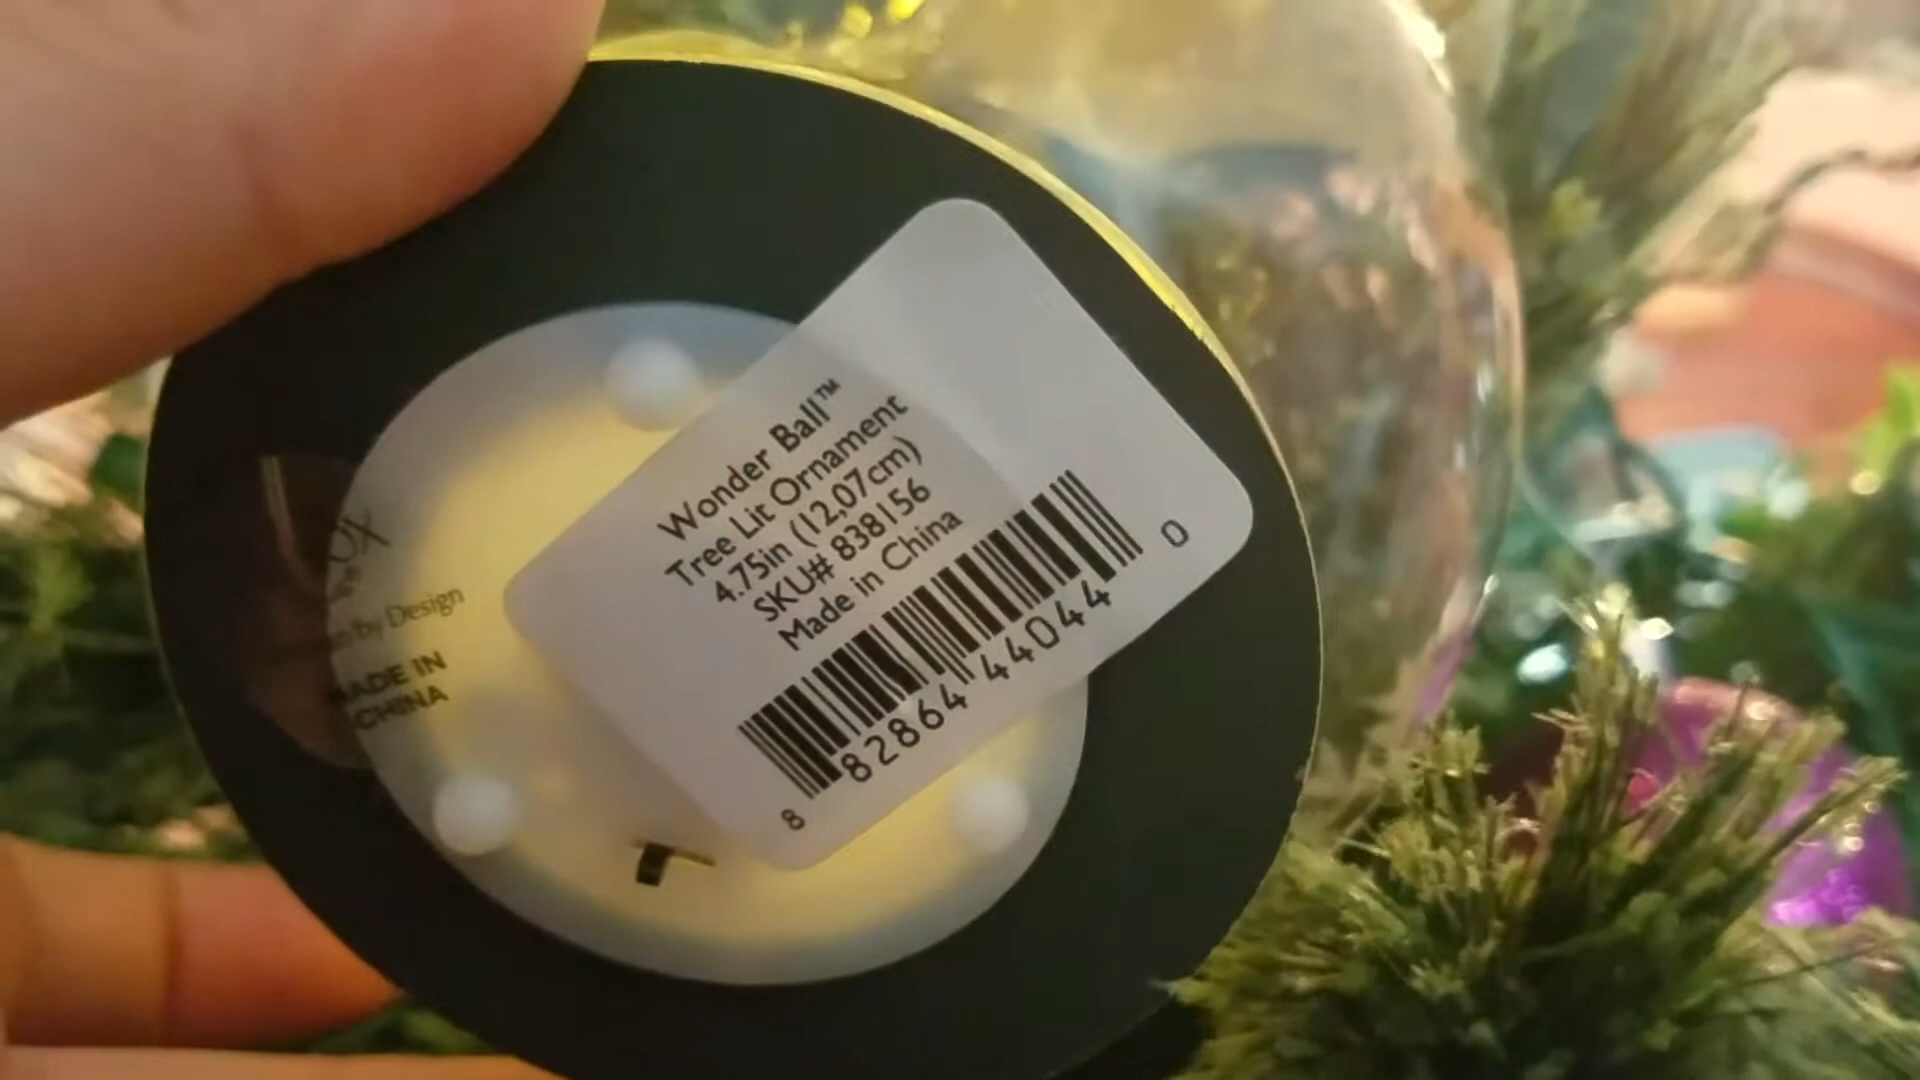 Wonder Ball™
Tree Lit Ornament
4.75in (12.07cm)
SKU# 838156
Made in China
8 82864 44044 0
by Design
MADE IN
CHINA